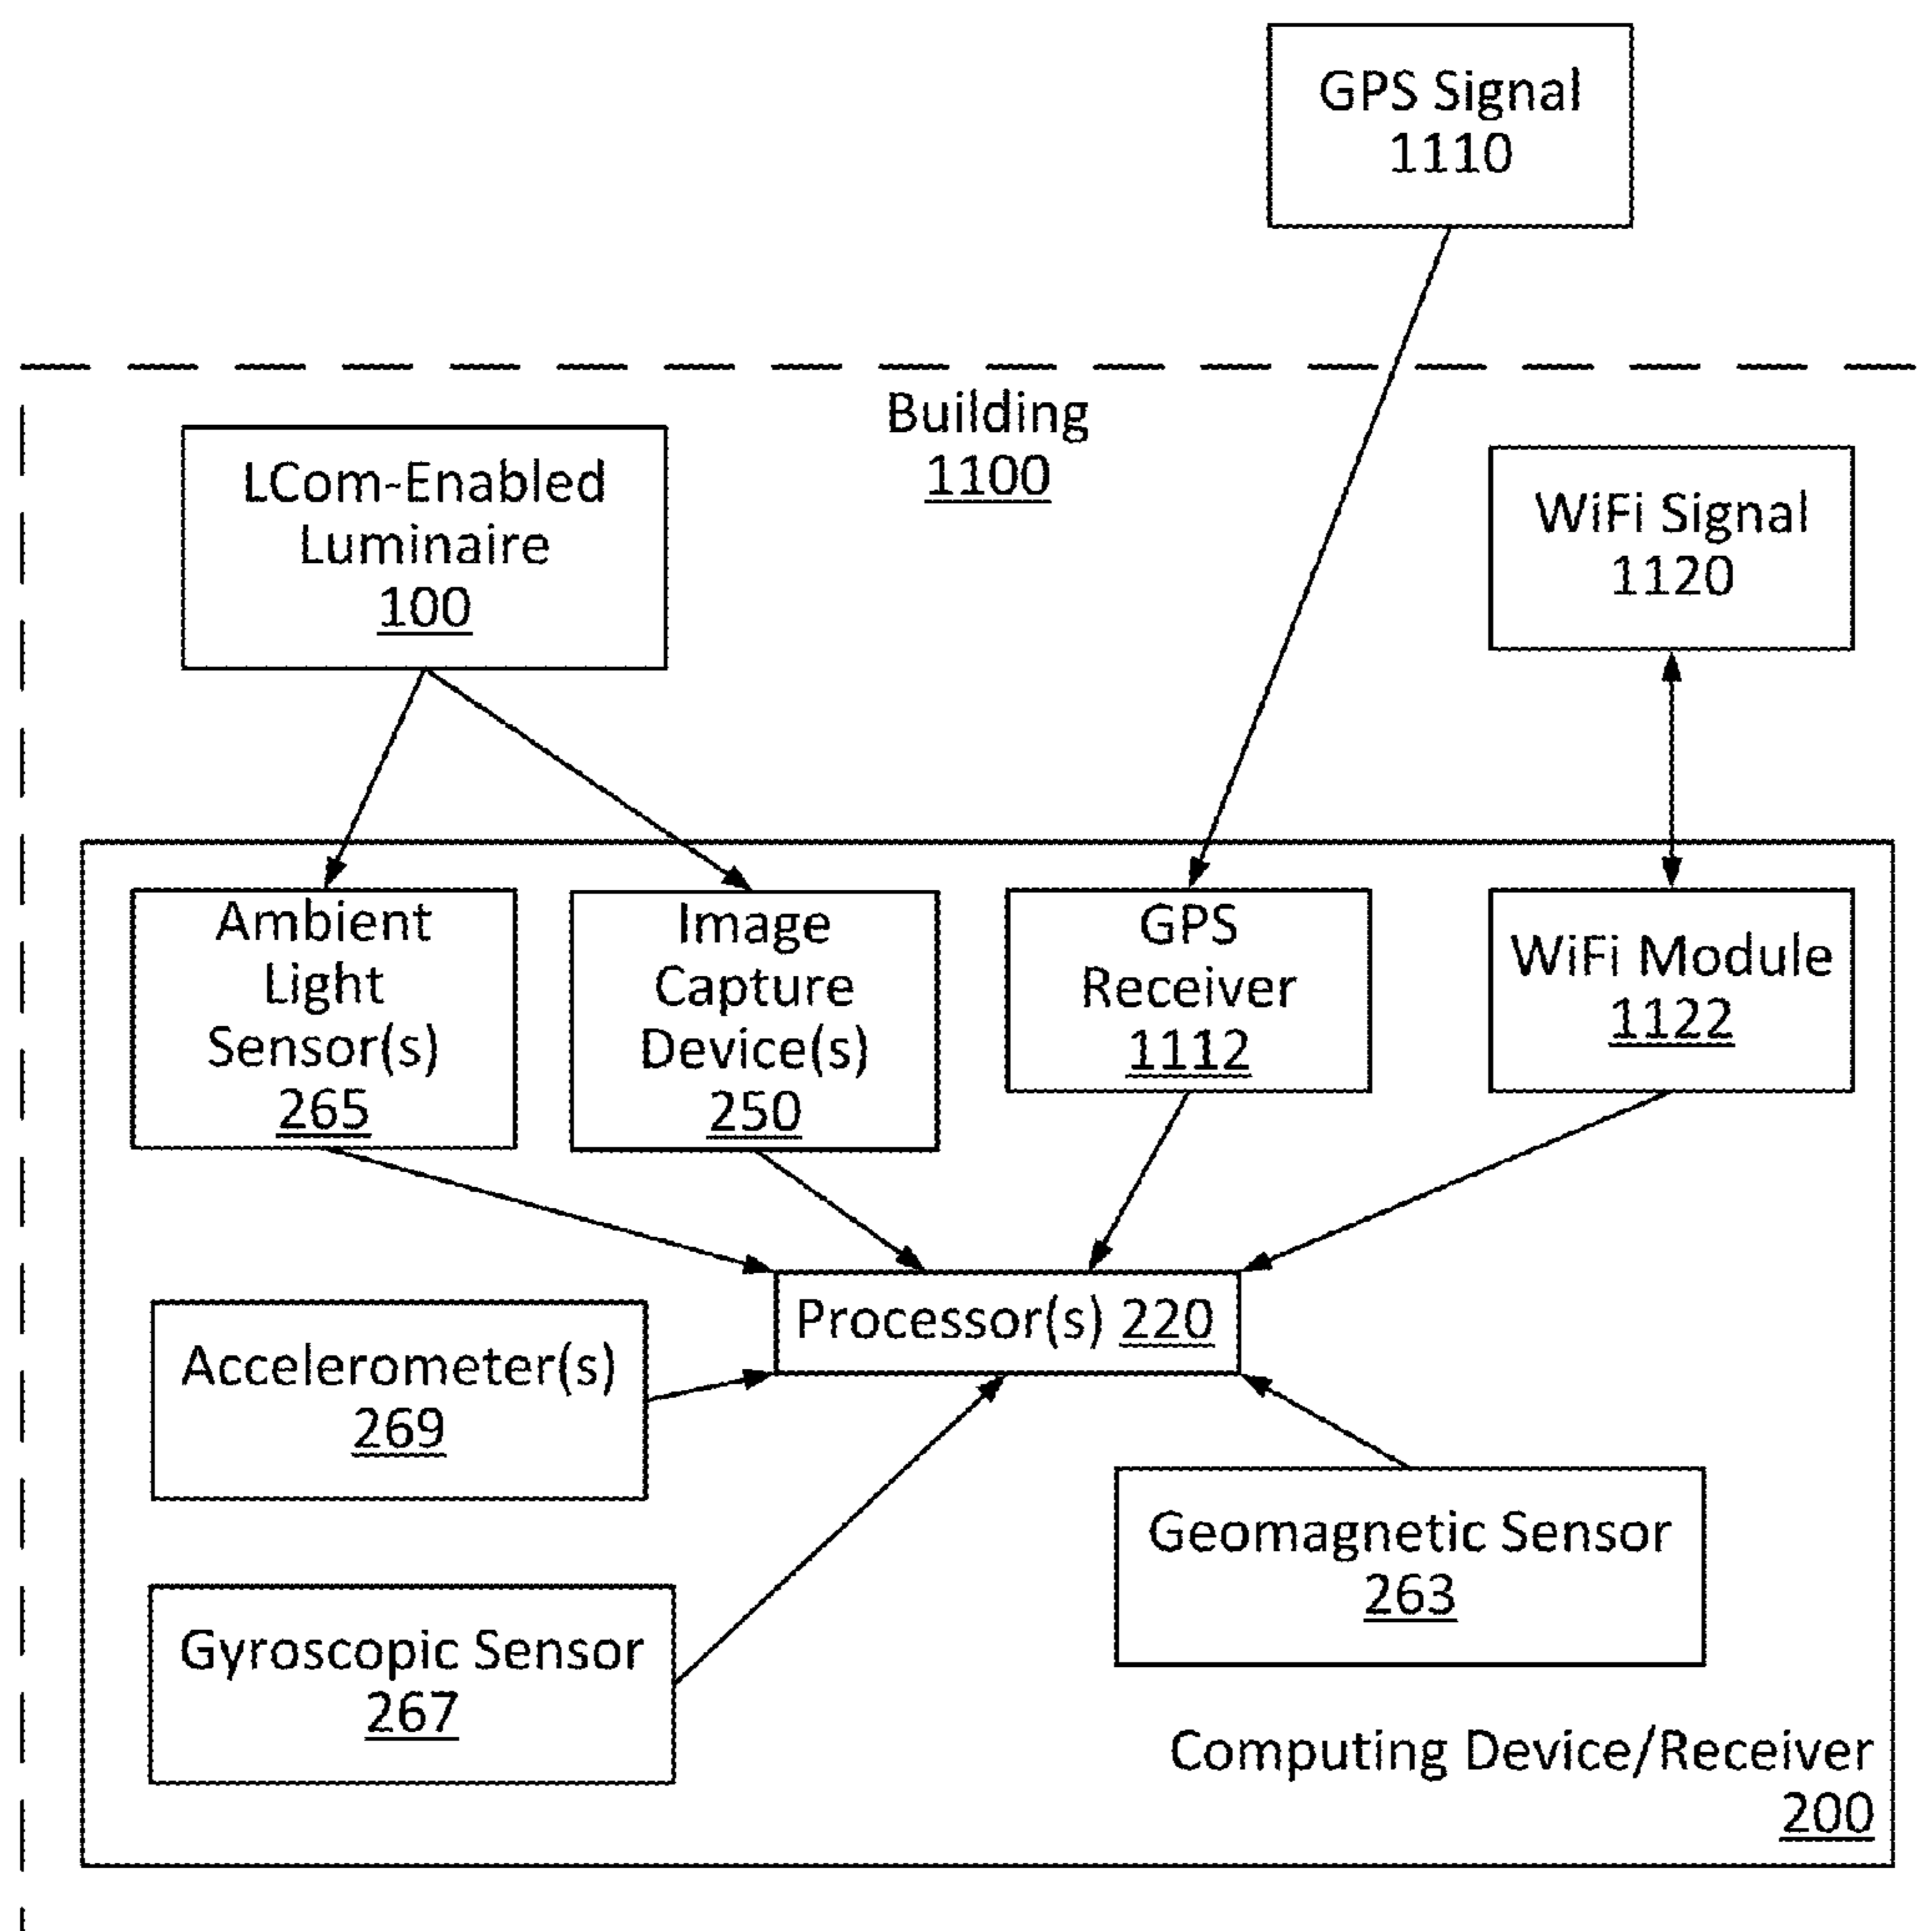 GPS Signal
1110
Building
1100
LCom-Enabled
Luminaire
100
WiFi Signal
1120
Ambient
Light
Sensor(s)
265
Image
Capture
Device(s)
250
GPS
Receiver
1112
WiFi Module
1122
Processor(s) 220
Accelerometer(s)
269
Geomagnetic Sensor
263
Gyroscopic Sensor
267
Computing Device/Receiver
200